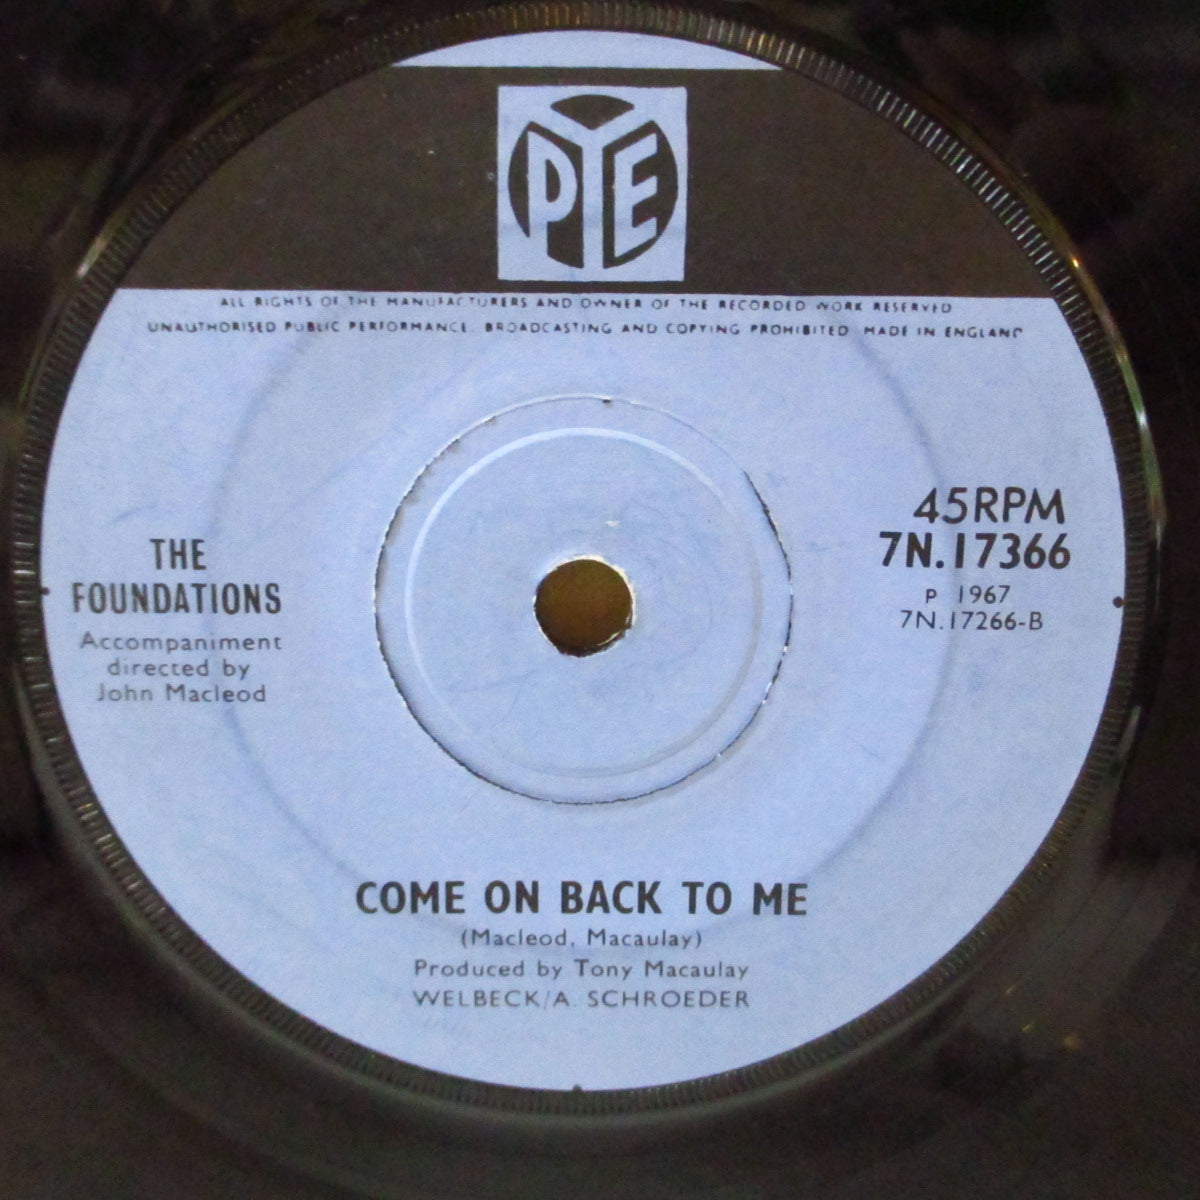 PYE
ALL RIGHTS OF THE MANUFACTURERS AND OWNER OF THE RECORDED WORK RESERVED
UNAUTHORISED PUBLIC PERFORMANCE, BROADCASTING AND COPYING PROHIBITED MADE IN ENGLAND
45RPM
7N.17366
P 1967
7N.17266-B
THE
FOUNDATIONS
Accompaniment
directed by
John Macleod
COME ON BACK TO ME
(Macleod, Macaulay)
Produced by Tony Macaulay
WELBECK/A. SCHROEDER